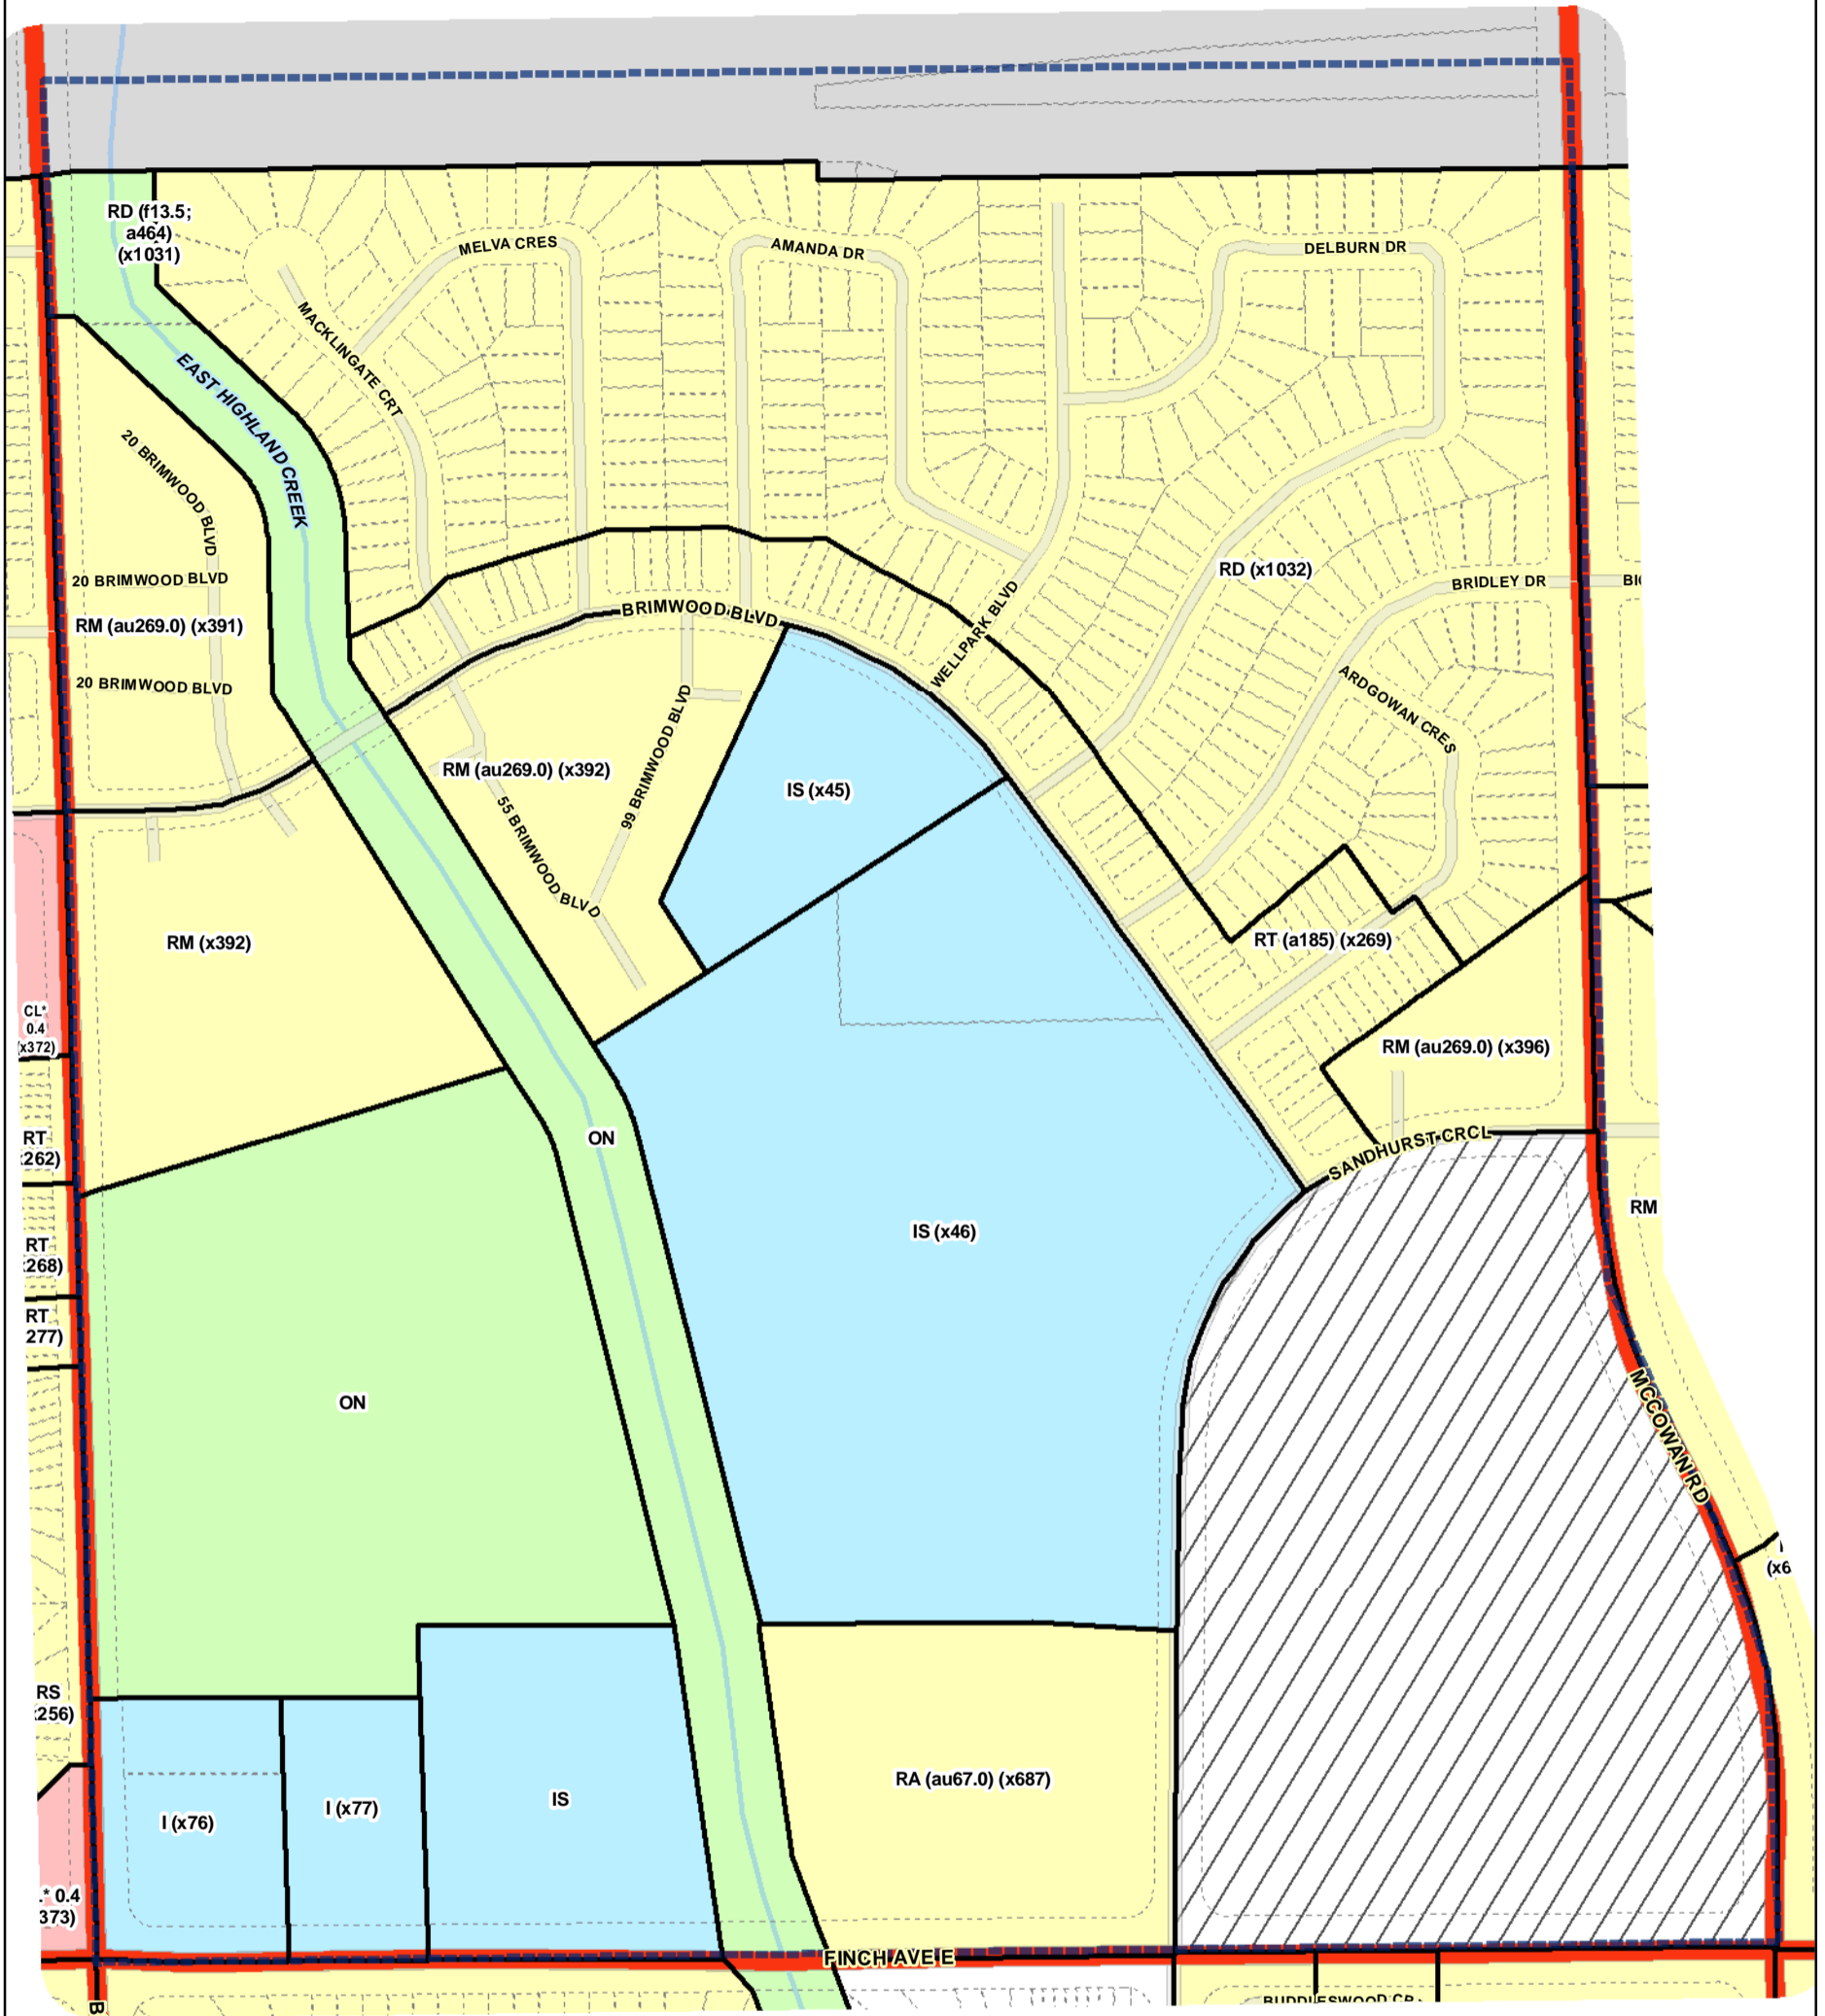 RD (f13.5;
a464)
(x1031)
MELVA CRES
AMANDA DR
DELBURN DR
MACKLINGATE CRT
EAST HIGHLAND CREEK
20 BRIMWOOD BLVD
20 BRIMWOOD BLVD
RM (au269.0) (x391)
20 BRIMWOOD BLVD
BRIMWOOD BLVD
WELLPARK BLVD
RD (x1032)
BRIDLEY DR
ARDGOWAN CRES
RM (au269.0) (x392)
99 BRIMWOOD BLVD
55 BRIMWOOD BLVD
IS (x45)
RM (x392)
RT (a185) (x269)
CL*
0.4
(x372)
RM (au269.0) (x396)
RT
262)
ON
SANDHURST CRCL
RM
IS (x46)
RT
268)
RT
277)
ON
MCCOWAN RD
(x6
RS
256)
I (x76)
I (x77)
IS
RA (au67.0) (x687)
* 0.4
373)
FINCH AVE E
B